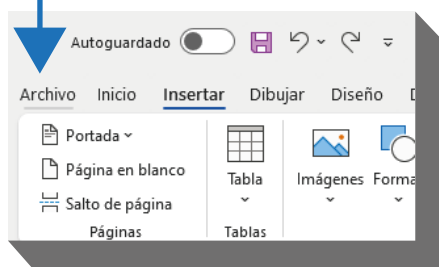 Autoguardado
Archivo Inicio Insertar Dibujar Diseño
Portada
Página en blanco
Salto de página
Páginas
Tabla
Tablas
Imágenes Forma